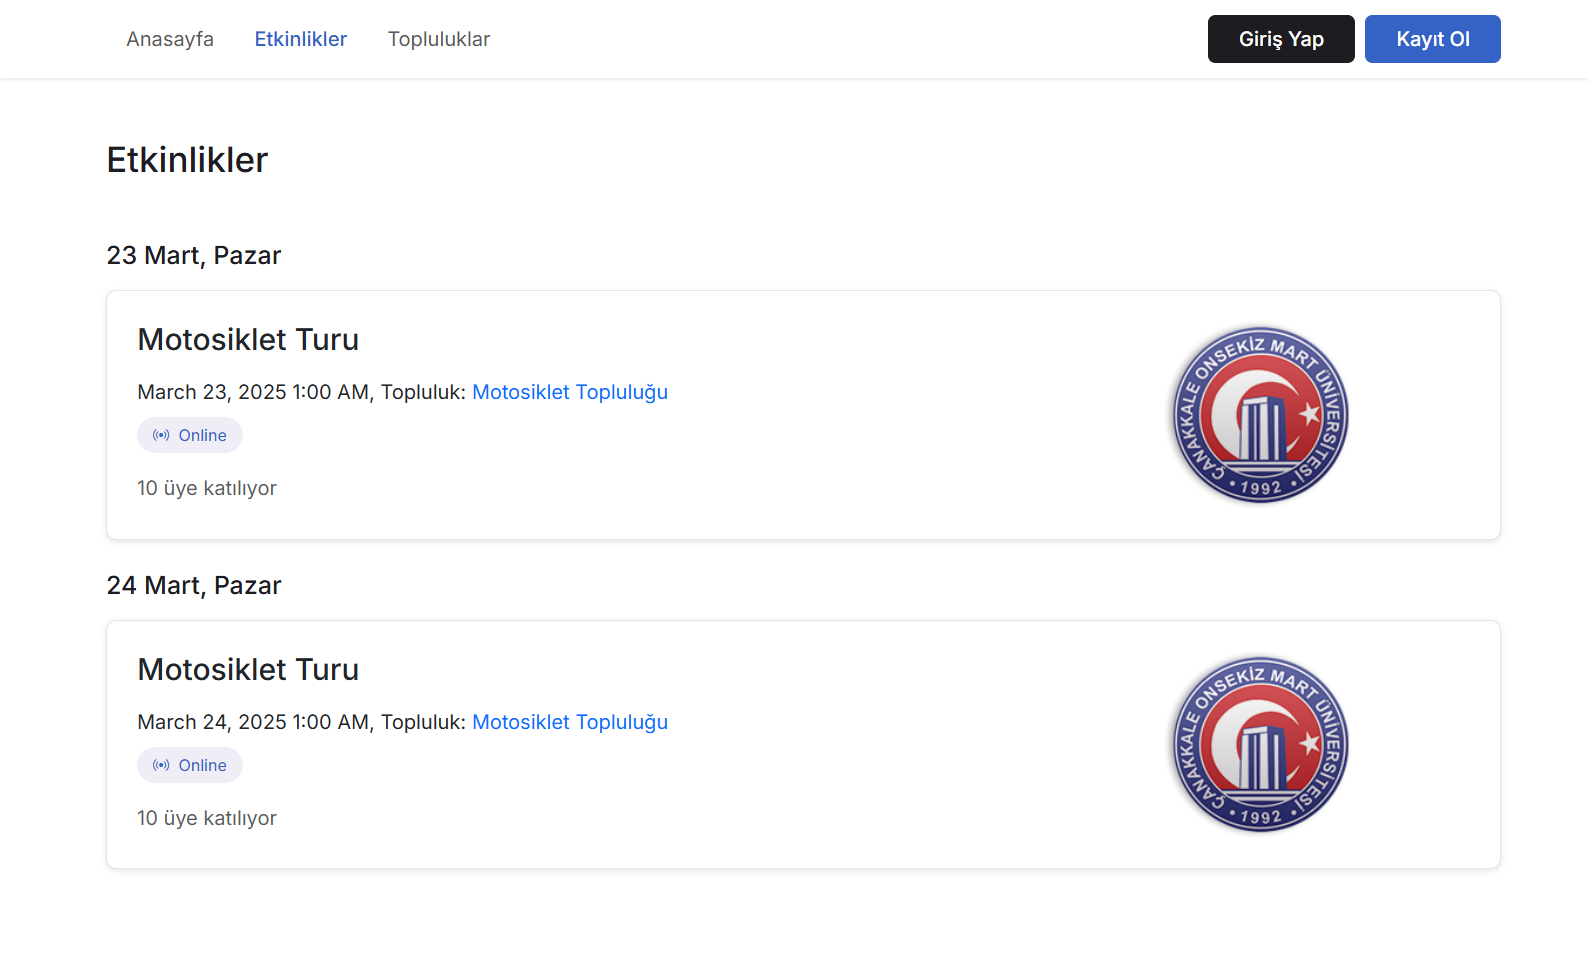 Anasayfa Etkinlikler Topluluklar Giriş Yap Kayıt Ol
Etkinlikler
23 Mart, Pazar
Motosiklet Turu
March 23, 2025 1:00 AM, Topluluk: Motosiklet Topluluğu
Online
10 üye katılıyor
ÇANAKKALE ONSEKİZ MART ÜNİVERSİTESİ
• 1992 •
24 Mart, Pazar
Motosiklet Turu
March 24, 2025 1:00 AM, Topluluk: Motosiklet Topluluğu
Online
10 üye katılıyor
ÇANAKKALE ONSEKİZ MART ÜNİVERSİTESİ
• 1992 •